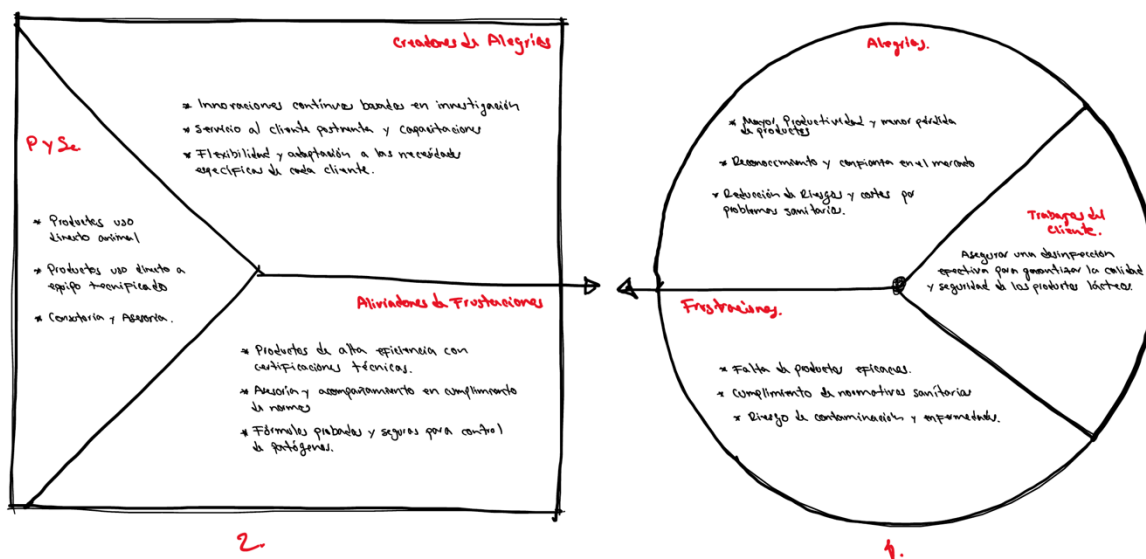 Creadores de Alegrías
* Innovaciones continuas basadas en investigación
* Servicio al cliente postventa y capacitaciones
* Flexibilidad y adaptación a las necesidades
específicas de cada cliente.
P y Se
* Productos uso
directo animal
* Productos uso directo a
equipo tecnificado
* Consultoría y Asesoría.
Aliviadores de Frustaciones
* Productos de alta eficiencia con
certificaciones técnicas.
* Asesoría y acompañamiento en cumplimiento
de normas
* Fórmulas probadas y seguras para control
de patógenos.
2.
Alegrías.
* Mayor Productividad y menor pérdida
de productos
* Reconocimiento y confianza en el mercado
* Reducción de Riesgos y costes por
problemas sanitarios.
Trabajos del
cliente.
Asegurar una desinfección
efectiva para garantizar la calidad
y seguridad de los productos lácteos.
Frustraciones.
* Falta de productos eficaces.
* Cumplimiento de normativas sanitarias
* Riesgo de contaminación y enfermedades.
1.